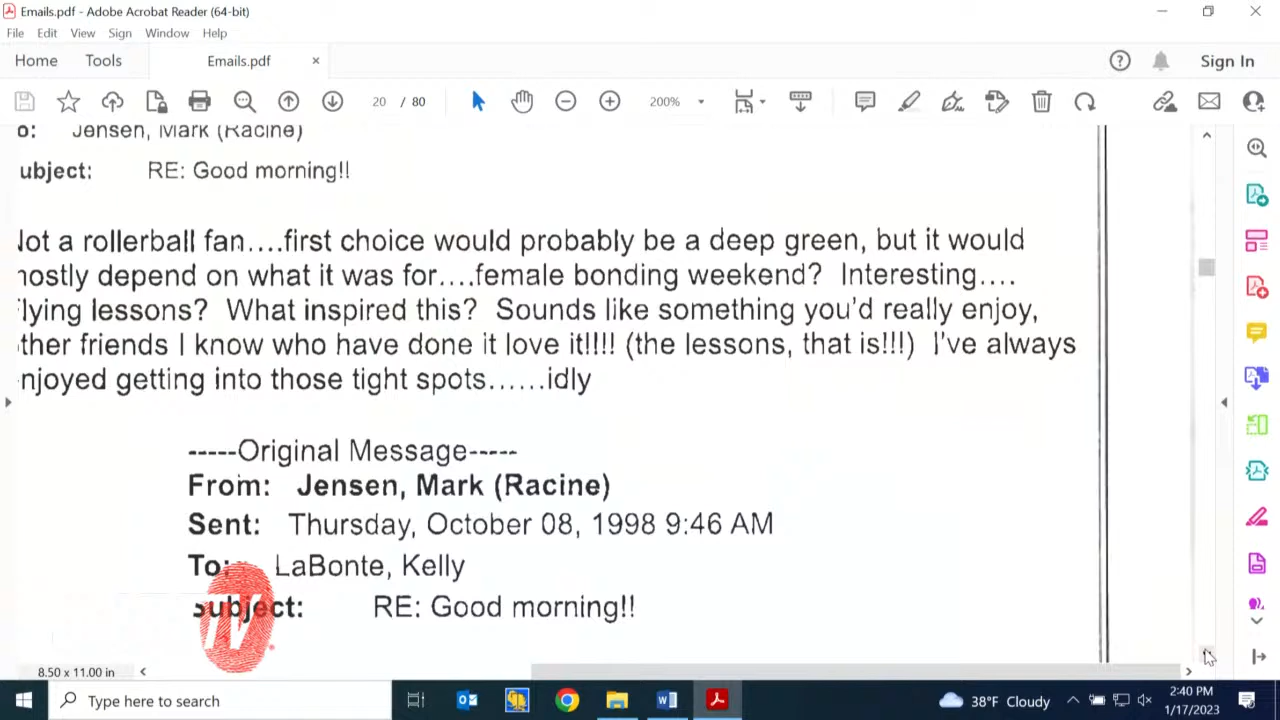 Emails.pdf - Adobe Acrobat Reader (64-bit)
File Edit View Sign Window Help
Home Tools Emails.pdf × Sign In
20 / 80 200%
o: Jensen, Mark (Racine)
ubject: RE: Good morning!!
ot a rollerball fan....first choice would probably be a deep green, but it would
ostly depend on what it was for....female bonding weekend? Interesting....
lying lessons? What inspired this? Sounds like something you'd really enjoy,
ther friends I know who have done it love it!!!! (the lessons, that is!!!) I've always
njoyed getting into those tight spots......idly
-----Original Message-----
From: Jensen, Mark (Racine)
Sent: Thursday, October 08, 1998 9:46 AM
To: LaBonte, Kelly
Subject: RE: Good morning!!
TV
8.50 x 11.00 in
Type here to search
38°F Cloudy
2:40 PM
1/17/2023